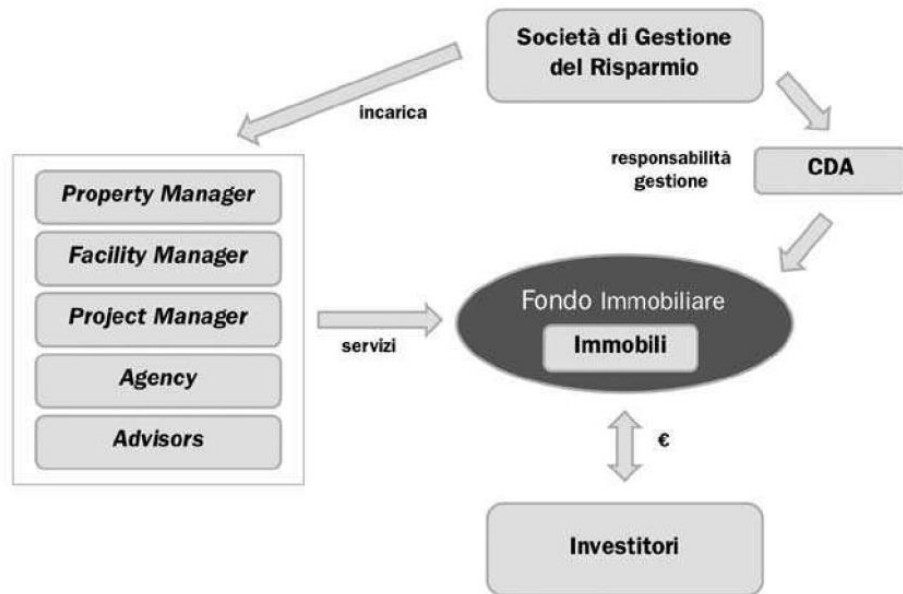 Società di Gestione
del Risparmio
incarica
responsabilità
gestione
CDA
Property Manager
Facility Manager
Project Manager
Agency
Advisors
servizi
Fondo Immobiliare
Immobili
€
Investitori